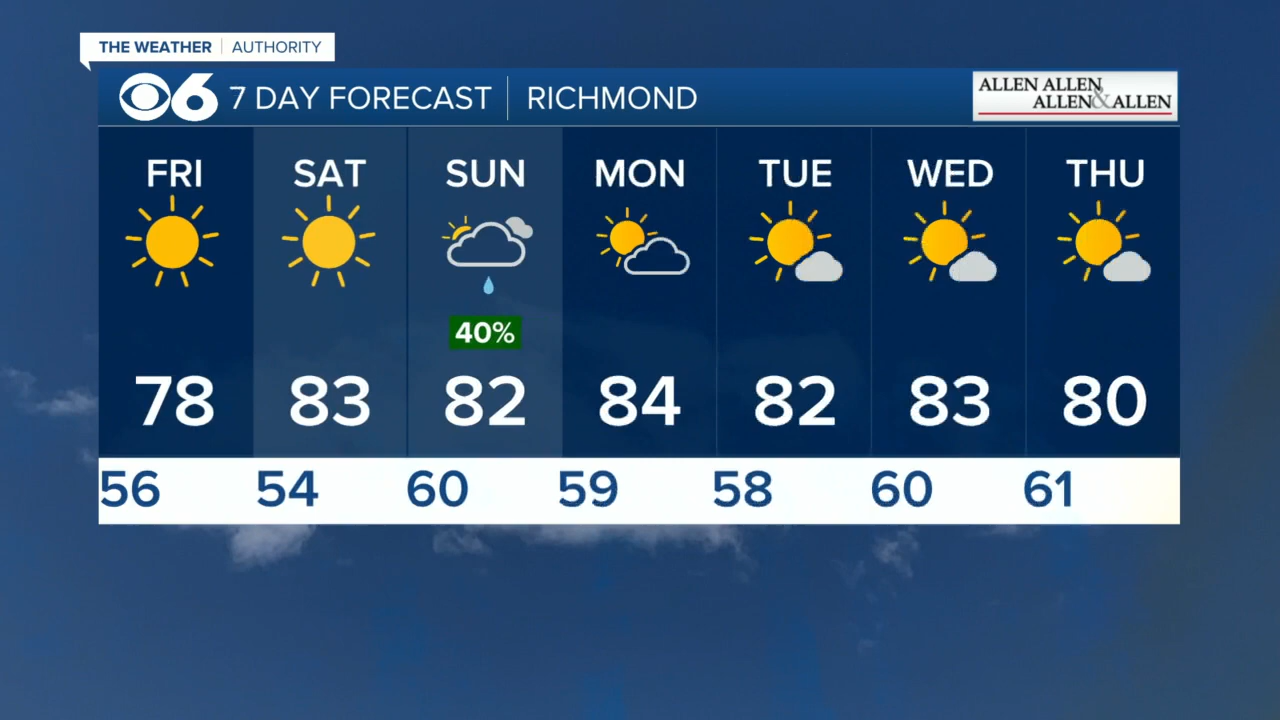 THE WEATHER | AUTHORITY
6 7 DAY FORECAST | RICHMOND
ALLEN ALLEN
ALLEN & ALLEN
FRI SAT SUN MON TUE WED THU
40%
78 83 82 84 82 83 80
56 54 60 59 58 60 61